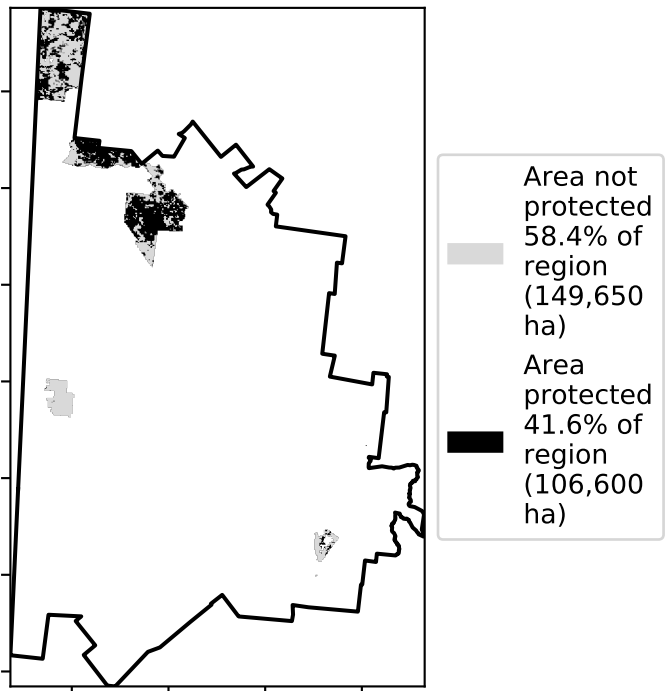 Area not
protected
58.4% of
region
(149,650
ha)
Area
protected
41.6% of
region
(106,600
ha)